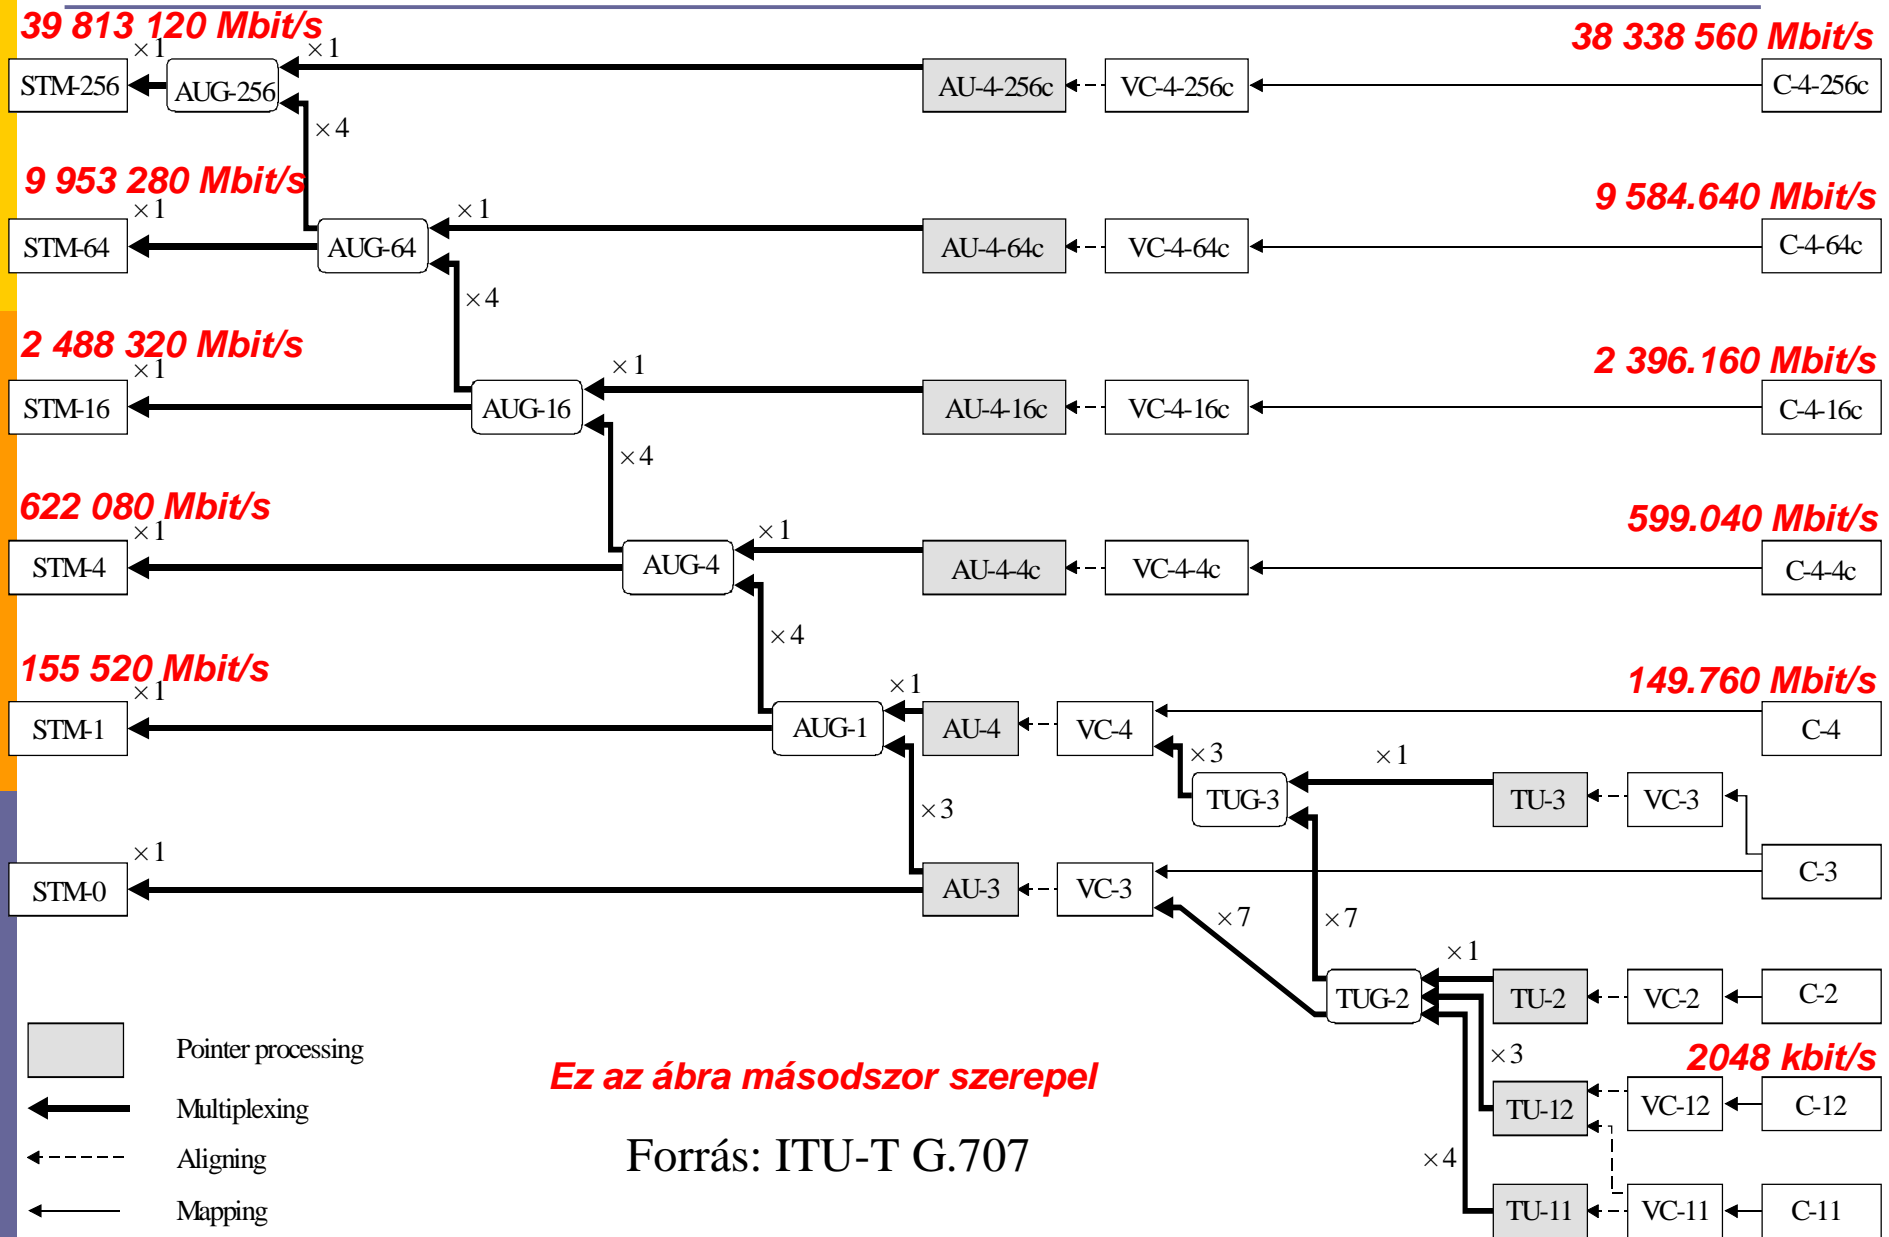 39 813 120 Mbit/s
38 338 560 Mbit/s
×1
×1
STM-256
AUG-256
AU-4-256c
VC-4-256c
C-4-256c
×4
9 953 280 Mbit/s
9 584.640 Mbit/s
×1
×1
STM-64
AUG-64
AU-4-64c
VC-4-64c
C-4-64c
×4
2 488 320 Mbit/s
2 396.160 Mbit/s
×1
×1
STM-16
AUG-16
AU-4-16c
VC-4-16c
C-4-16c
×4
622 080 Mbit/s
599.040 Mbit/s
×1
×1
STM-4
AUG-4
AU-4-4c
VC-4-4c
C-4-4c
×4
155 520 Mbit/s
149.760 Mbit/s
×1
×1
STM-1
AUG-1
AU-4
VC-4
C-4
×3
×1
TUG-3
TU-3
VC-3
×3
×1
STM-0
AU-3
VC-3
C-3
×7
×7
×1
TUG-2
TU-2
VC-2
C-2
Pointer processing
×3
2048 kbit/s
Ez az ábra másodszor szerepel
Multiplexing
TU-12
VC-12
C-12
Aligning
Forrás: ITU-T G.707
×4
Mapping
TU-11
VC-11
C-11